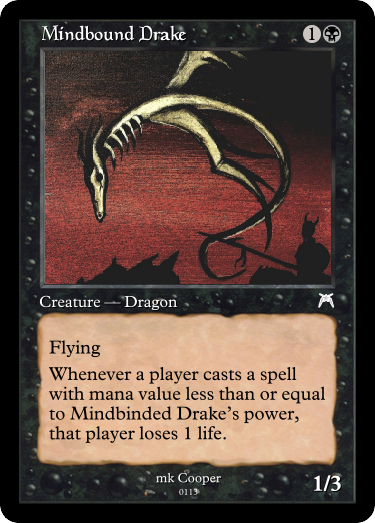 Mindbound Drake 1
Creature — Dragon
Flying
Whenever a player casts a spell
with mana value less than or equal
to Mindbinded Drake's power,
that player loses 1 life.
mk Cooper
0113
1/3